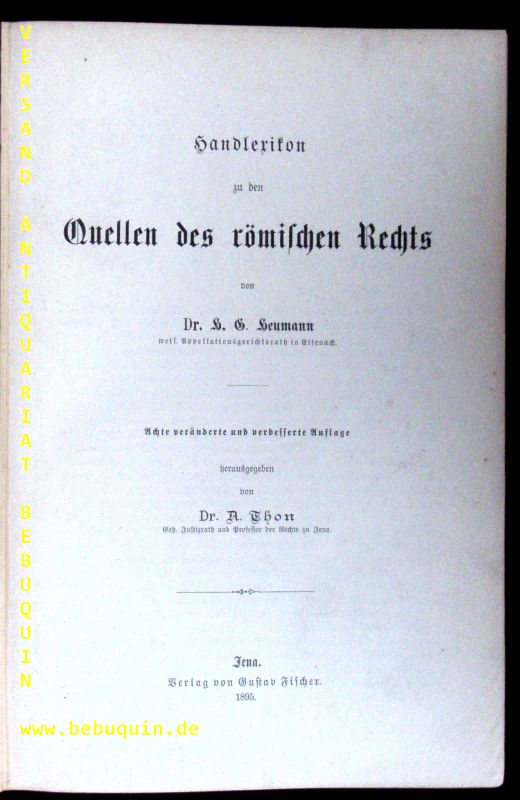 Handlexikon
zu den
Quellen des römischen Rechts
von
Dr. H. G. Heumann
weil. Appellationsgerichtsrath in Eisenach.
Achte veränderte und verbesserte Auflage
herausgegeben
von
Dr. A. Thon
Geh. Justizrath und Professor der Rechte zu Jena.
Jena.
Verlag von Gustav Fischer.
1895.
VERSAND ANTIQUARIAT BEBUQUIN
www.bebuquin.de